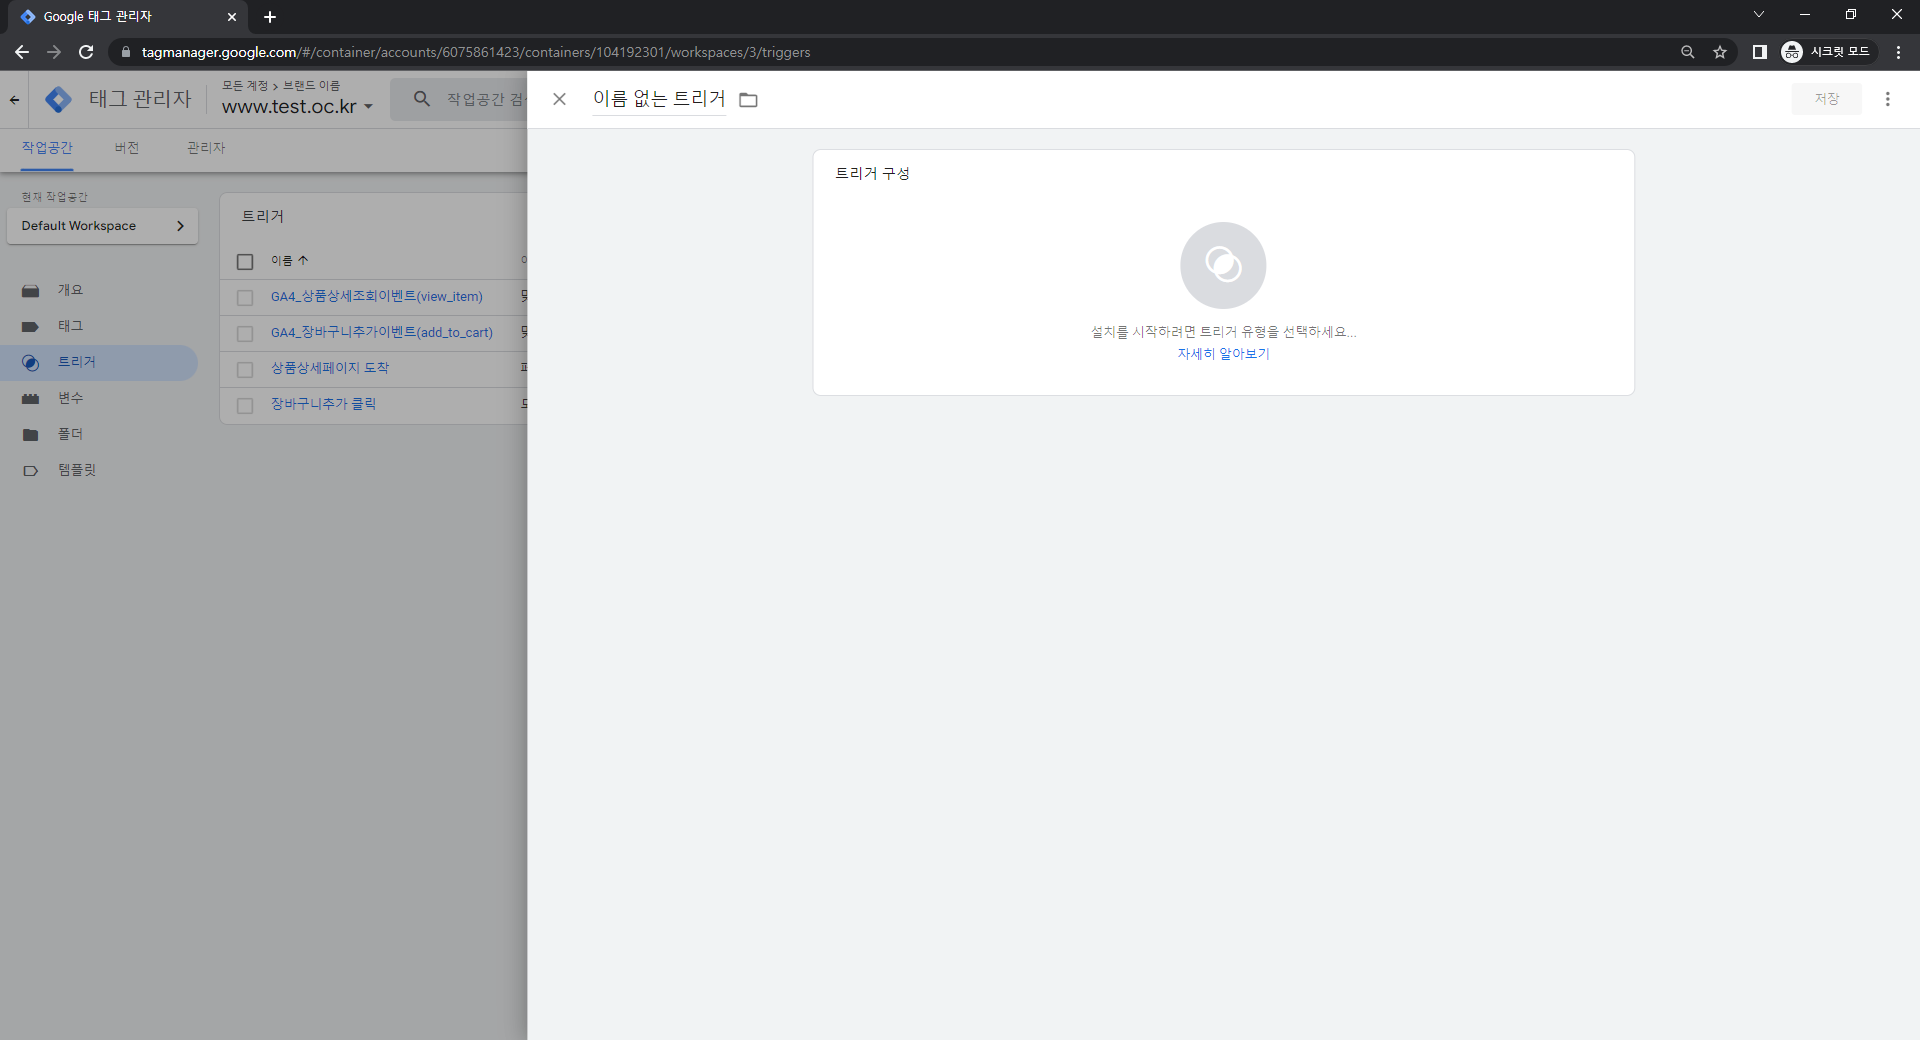 Google 태그 관리자
tagmanager.google.com/#/container/accounts/6075861423/containers/104192301/workspaces/3/triggers
시크릿 모드
태그 관리자
모든 계정 > 브랜드 이름
www.test.oc.kr
작업공간 검
이름 없는 트리거
저장
작업공간
버전
관리자
현재 작업공간
Default Workspace
개요
태그
트리거
변수
폴더
템플릿
트리거
이름
GA4_상품상세조회이벤트(view_item)
GA4_장바구니추가이벤트(add_to_cart)
상품상세페이지 도착
장바구니추가 클릭
트리거 구성
설치를 시작하려면 트리거 유형을 선택하세요...
자세히 알아보기